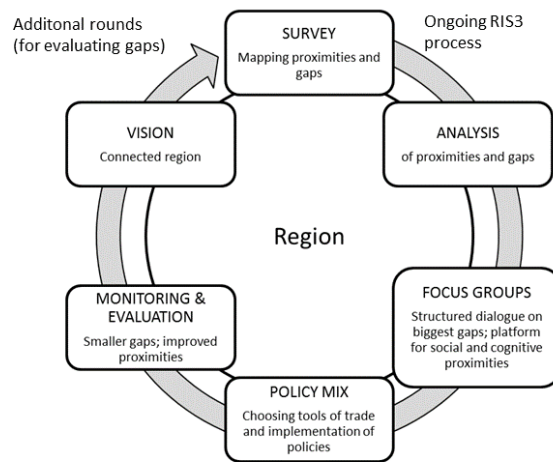 Additonal rounds
(for evaluating gaps)
Ongoing RIS3
process
SURVEY
Mapping proximities and
gaps
ANALYSIS
of proximities and gaps
FOCUS GROUPS
Structured dialogue on
biggest gaps; platform
for social and cognitive
proximities
POLICY MIX
Choosing tools of trade
and implementation of
policies
MONITORING &
EVALUATION
Smaller gaps; improved
proximities
VISION
Connected region
Region